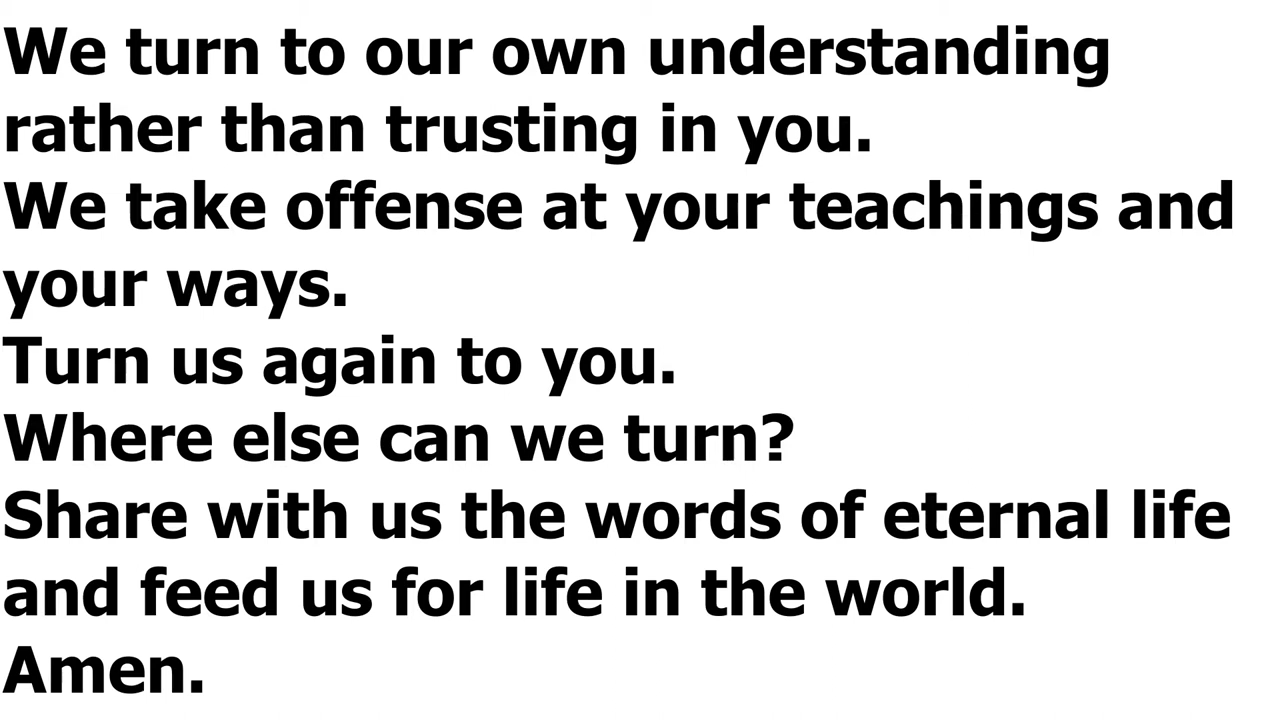 We turn to our own understanding
rather than trusting in you.
We take offense at your teachings and
your ways.
Turn us again to you.
Where else can we turn?
Share with us the words of eternal life
and feed us for life in the world.
Amen.